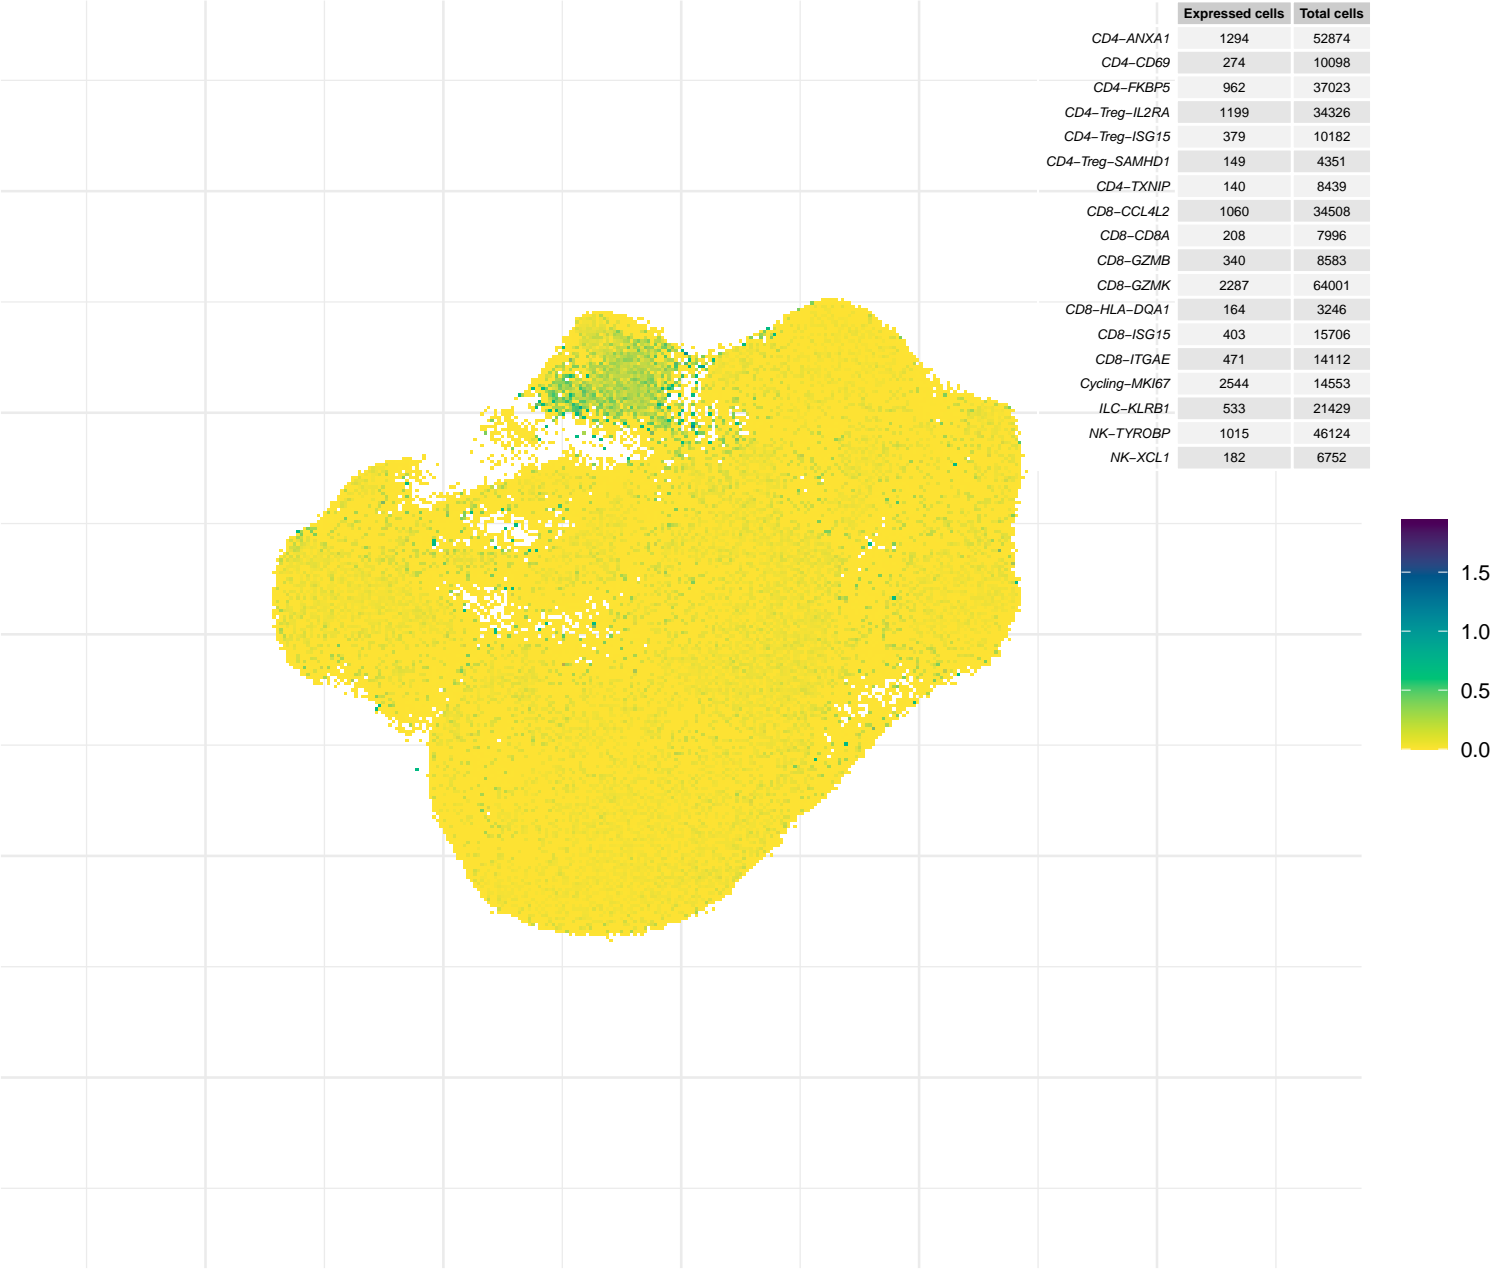 Expressed cells Total cells
CD4−ANXA1 1294 52874
CD4−CD69 274 10098
CD4−FKBP5 962 37023
CD4−Treg−IL2RA 1199 34326
CD4−Treg−ISG15 379 10182
CD4−Treg−SAMHD1 149 4351
CD4−TXNIP 140 8439
CD8−CCL4L2 1060 34508
CD8−CD8A 208 7996
CD8−GZMB 340 8583
CD8−GZMK 2287 64001
CD8−HLA−DQA1 164 3246
CD8−ISG15 403 15706
CD8−ITGAE 471 14112
Cycling−MKI67 2544 14553
ILC−KLRB1 533 21429
NK−TYROBP 1015 46124
NK−XCL1 182 6752
1.5
1.0
0.5
0.0